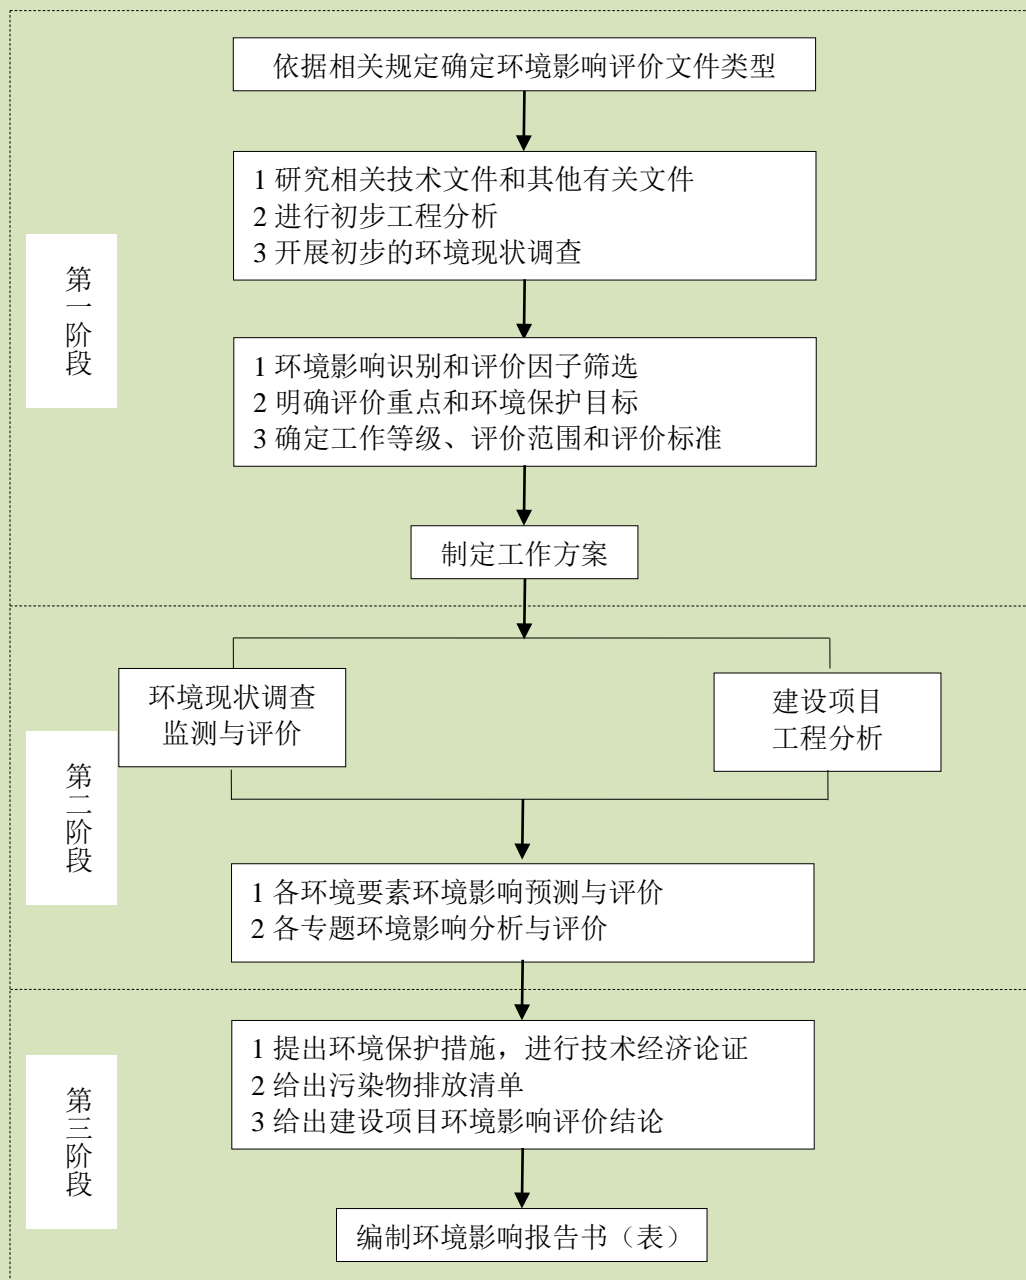 依据相关规定确定环境影响评价文件类型
1 研究相关技术文件和其他有关文件
2 进行初步工程分析
3 开展初步的环境现状调查
第一阶段
1 环境影响识别和评价因子筛选
2 明确评价重点和环境保护目标
3 确定工作等级、评价范围和评价标准
制定工作方案
环境现状调查
监测与评价
建设项目
工程分析
第二阶段
1 各环境要素环境影响预测与评价
2 各专题环境影响分析与评价
1 提出环境保护措施，进行技术经济论证
2 给出污染物排放清单
3 给出建设项目环境影响评价结论
第三阶段
编制环境影响报告书（表）